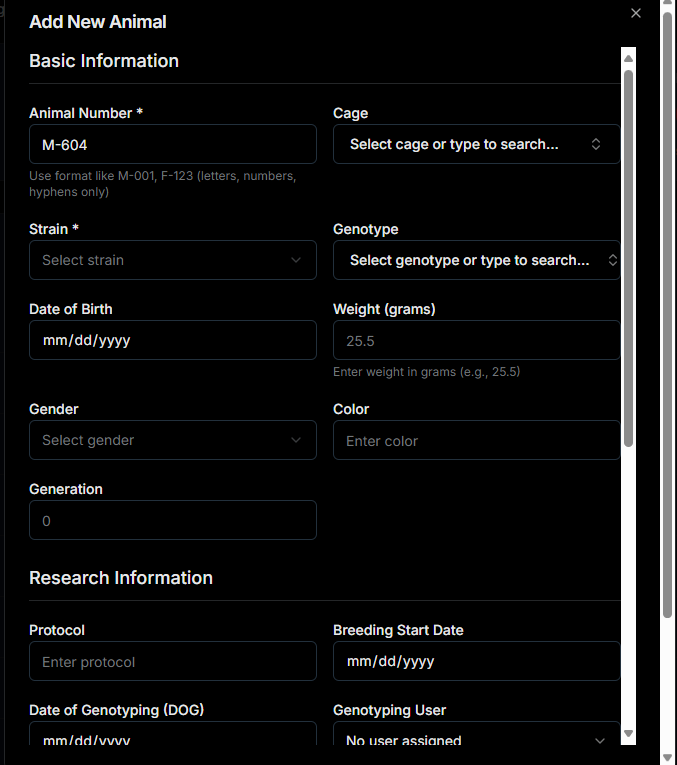 Add New Animal
Basic Information
Animal Number *
Cage
M-604
Select cage or type to search...
Use format like M-001, F-123 (letters, numbers,
hyphens only)
Strain *
Genotype
Select strain
Select genotype or type to search...
Date of Birth
Weight (grams)
mm/dd/yyyy
25.5
Enter weight in grams (e.g., 25.5)
Gender
Color
Select gender
Enter color
Generation
0
Research Information
Protocol
Breeding Start Date
Enter protocol
mm/dd/yyyy
Date of Genotyping (DOG)
Genotyping User
mm/dd/yyyy
No user assigned